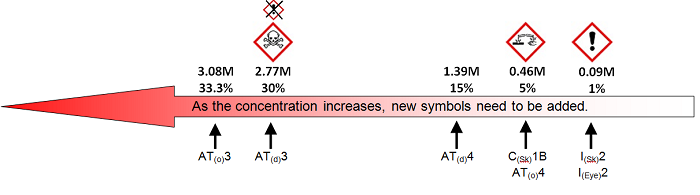 3.08M 2.77M 1.39M 0.46M 0.09M
33.3% 30% 15% 5% 1%
As the concentration increases, new symbols need to be added.
AT(o)3 AT(d)3 AT(d)4 C(Sk)1B I(Sk)2
AT(o)4 I(Eye)2